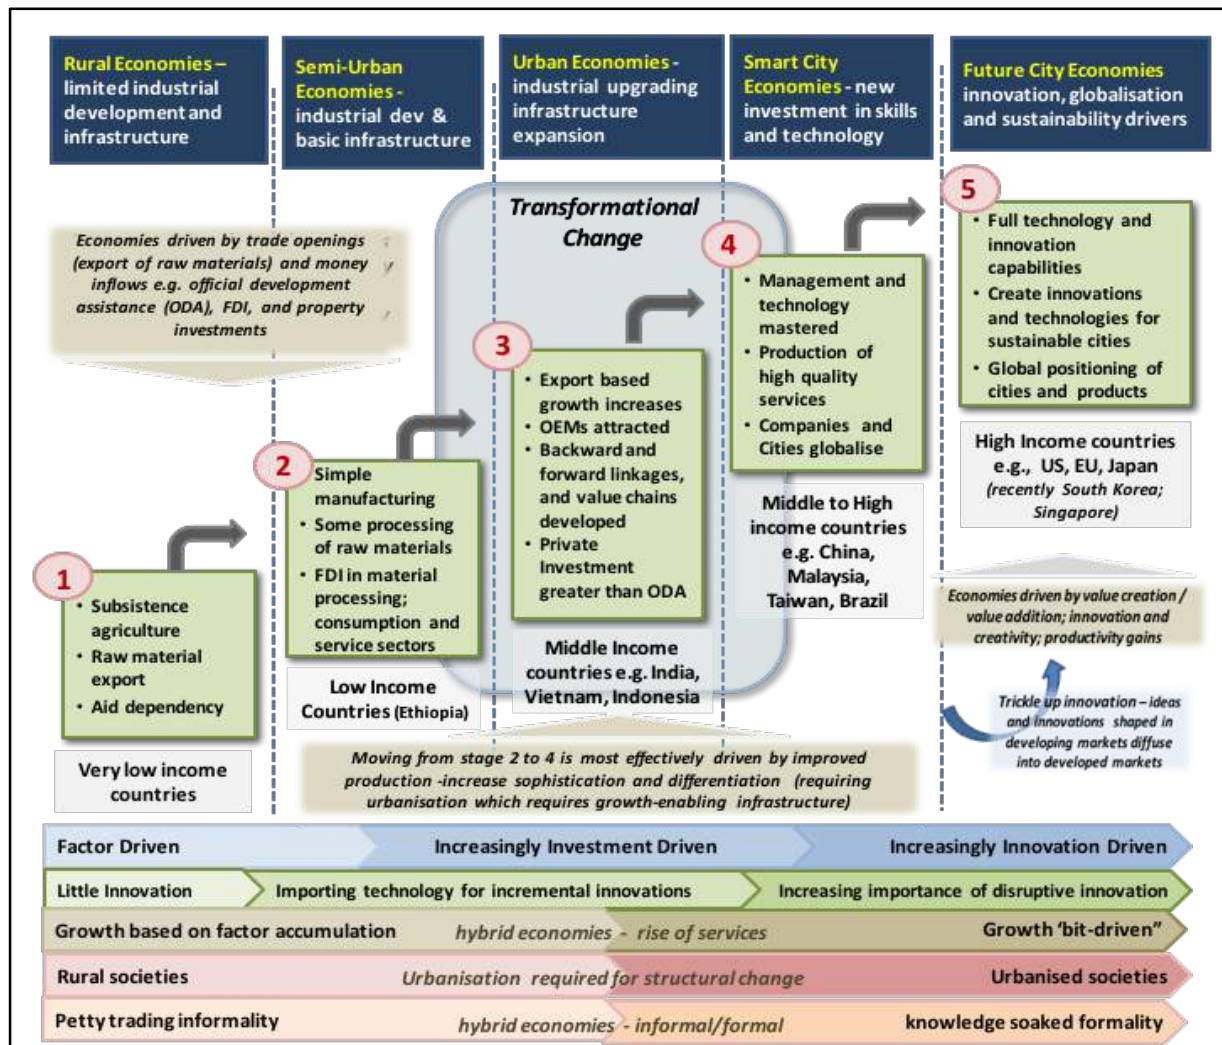 Rural Economies –
limited industrial
development and
infrastructure
Semi-Urban
Economies -
industrial dev &
basic infrastructure
Urban Economies -
industrial upgrading
infrastructure
expansion
Smart City
Economies - new
investment in skills
and technology
Future City Economies
innovation, globalisation
and sustainability drivers
Transformational
Change
Economies driven by trade openings
(export of raw materials) and money
inflows e.g. official development
assistance (ODA), FDI, and property
investments
1
• Subsistence
agriculture
• Raw material
export
• Aid dependency
Very low income
countries
2
• Simple
manufacturing
• Some processing
of raw materials
• FDI in material
processing;
consumption and
service sectors
Low Income
Countries (Ethiopia)
3
• Export based
growth increases
• OEMs attracted
• Backward and
forward linkages,
and value chains
developed
• Private
Investment
greater than ODA
Middle Income
countries e.g. India,
Vietnam, Indonesia
4
• Management and
technology
mastered
• Production of
high quality
services
• Companies and
Cities globalise
Middle to High
income countries
e.g. China,
Malaysia,
Taiwan, Brazil
5
• Full technology and
innovation
capabilities
• Create innovations
and technologies for
sustainable cities
• Global positioning of
cities and products
High Income countries
e.g., US, EU, Japan
(recently South Korea;
Singapore)
Economies driven by value creation /
value addition; innovation and
creativity; productivity gains
Trickle up innovation – ideas
and innovations shaped in
developing markets diffuse
into developed markets
Moving from stage 2 to 4 is most effectively driven by improved
production -increase sophistication and differentiation (requiring
urbanisation which requires growth-enabling infrastructure)
Factor Driven Increasingly Investment Driven Increasingly Innovation Driven
Little Innovation Importing technology for incremental innovations Increasing importance of disruptive innovation
Growth based on factor accumulation hybrid economies - rise of services Growth ‘bit-driven”
Rural societies Urbanisation required for structural change Urbanised societies
Petty trading informality hybrid economies - informal/formal knowledge soaked formality